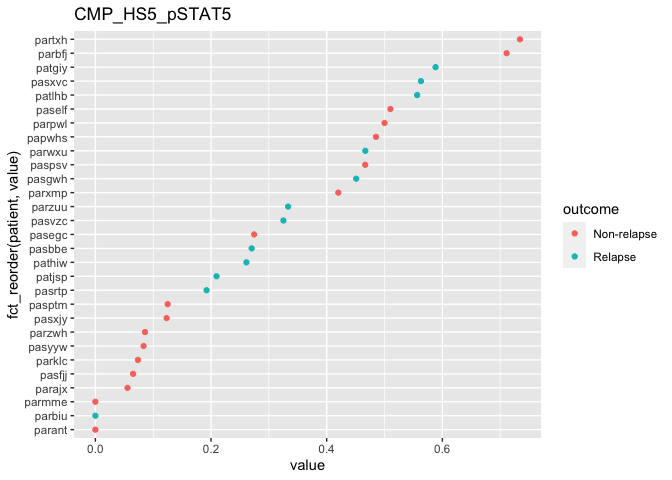 CMP_HS5_pSTAT5
fct_reorder(patient, value)
partxh
parbfj
patgiy
pasxvc
patlhb
paself
parpwl
papwhs
parwxu
paspsv
pasgwh
parxmp
parzuu
pasvzc
pasegc
pasbbe
pathiw
patjsp
pasrtp
pasptm
pasxjy
parzwh
pasyyw
parklc
pasfjj
parajx
parmme
parbiu
parant
0.0 0.2 0.4 0.6
value
outcome
Non-relapse
Relapse